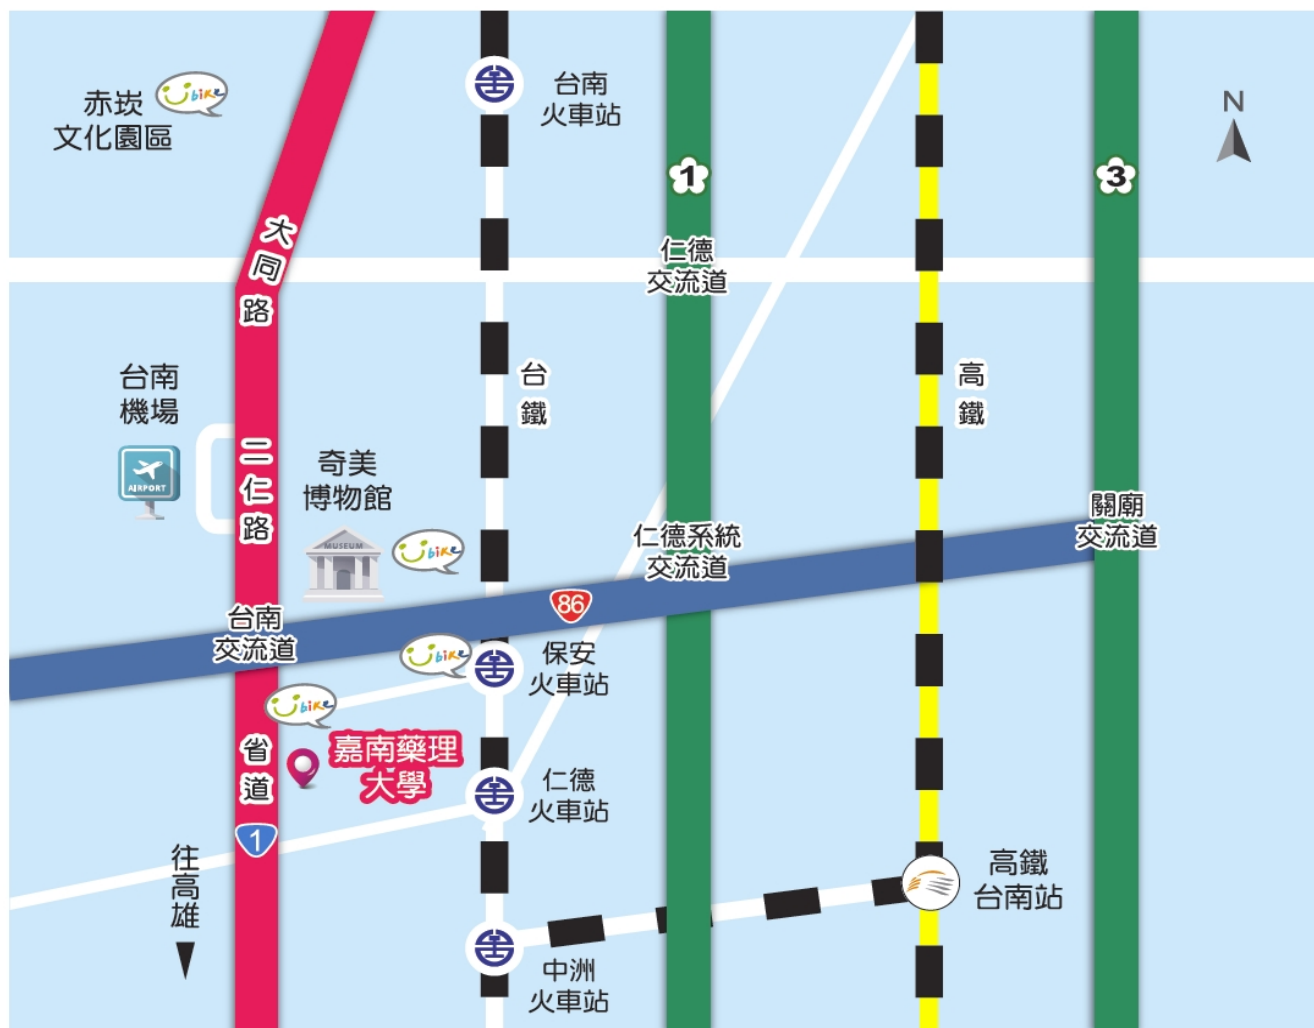 赤崁
文化園區
Ubike
台南
火車站
N
1
3
大同路
仁德
交流道
台鐵
高鐵
台南
機場
AIRPORT
二仁路
奇美
博物館
MUSEUM
Ubike
仁德系統
交流道
關廟
交流道
86
台南
交流道
Ubike
保安
火車站
Ubike
省道
嘉南藥理
大學
仁德
火車站
1
往高雄
高鐵
台南站
中洲
火車站